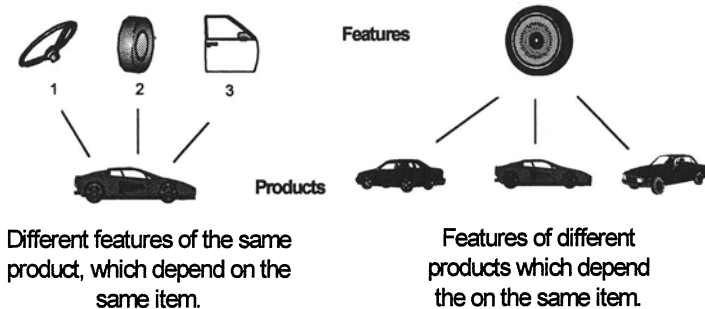 Features
1 2 3
Products
Different features of the same
product, which depend on the
same item.
Features of different
products which depend
the on the same item.